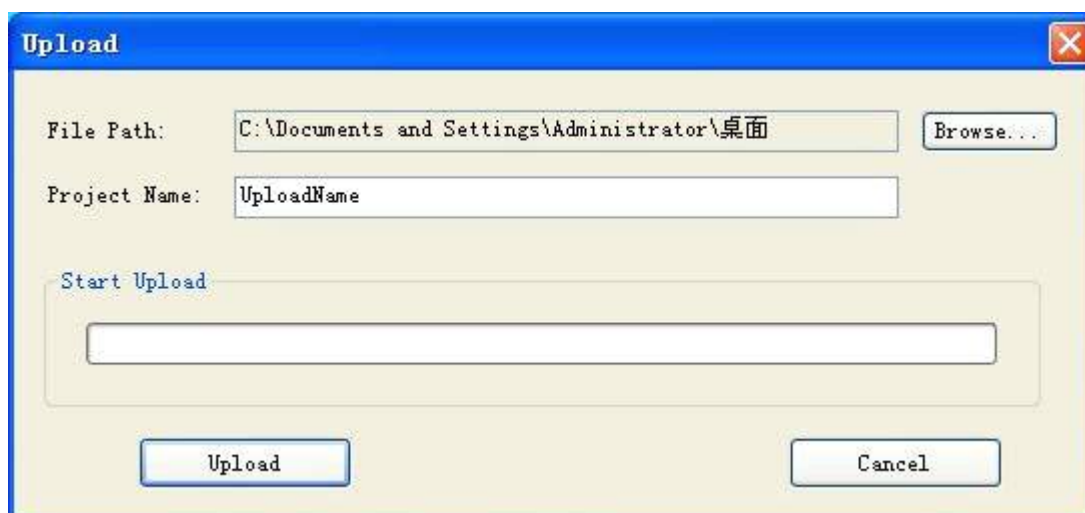 Upload
File Path: C:\Documents and Settings\Administrator\桌面 Browse...
Project Name: UploadName
Start Upload
Upload Cancel